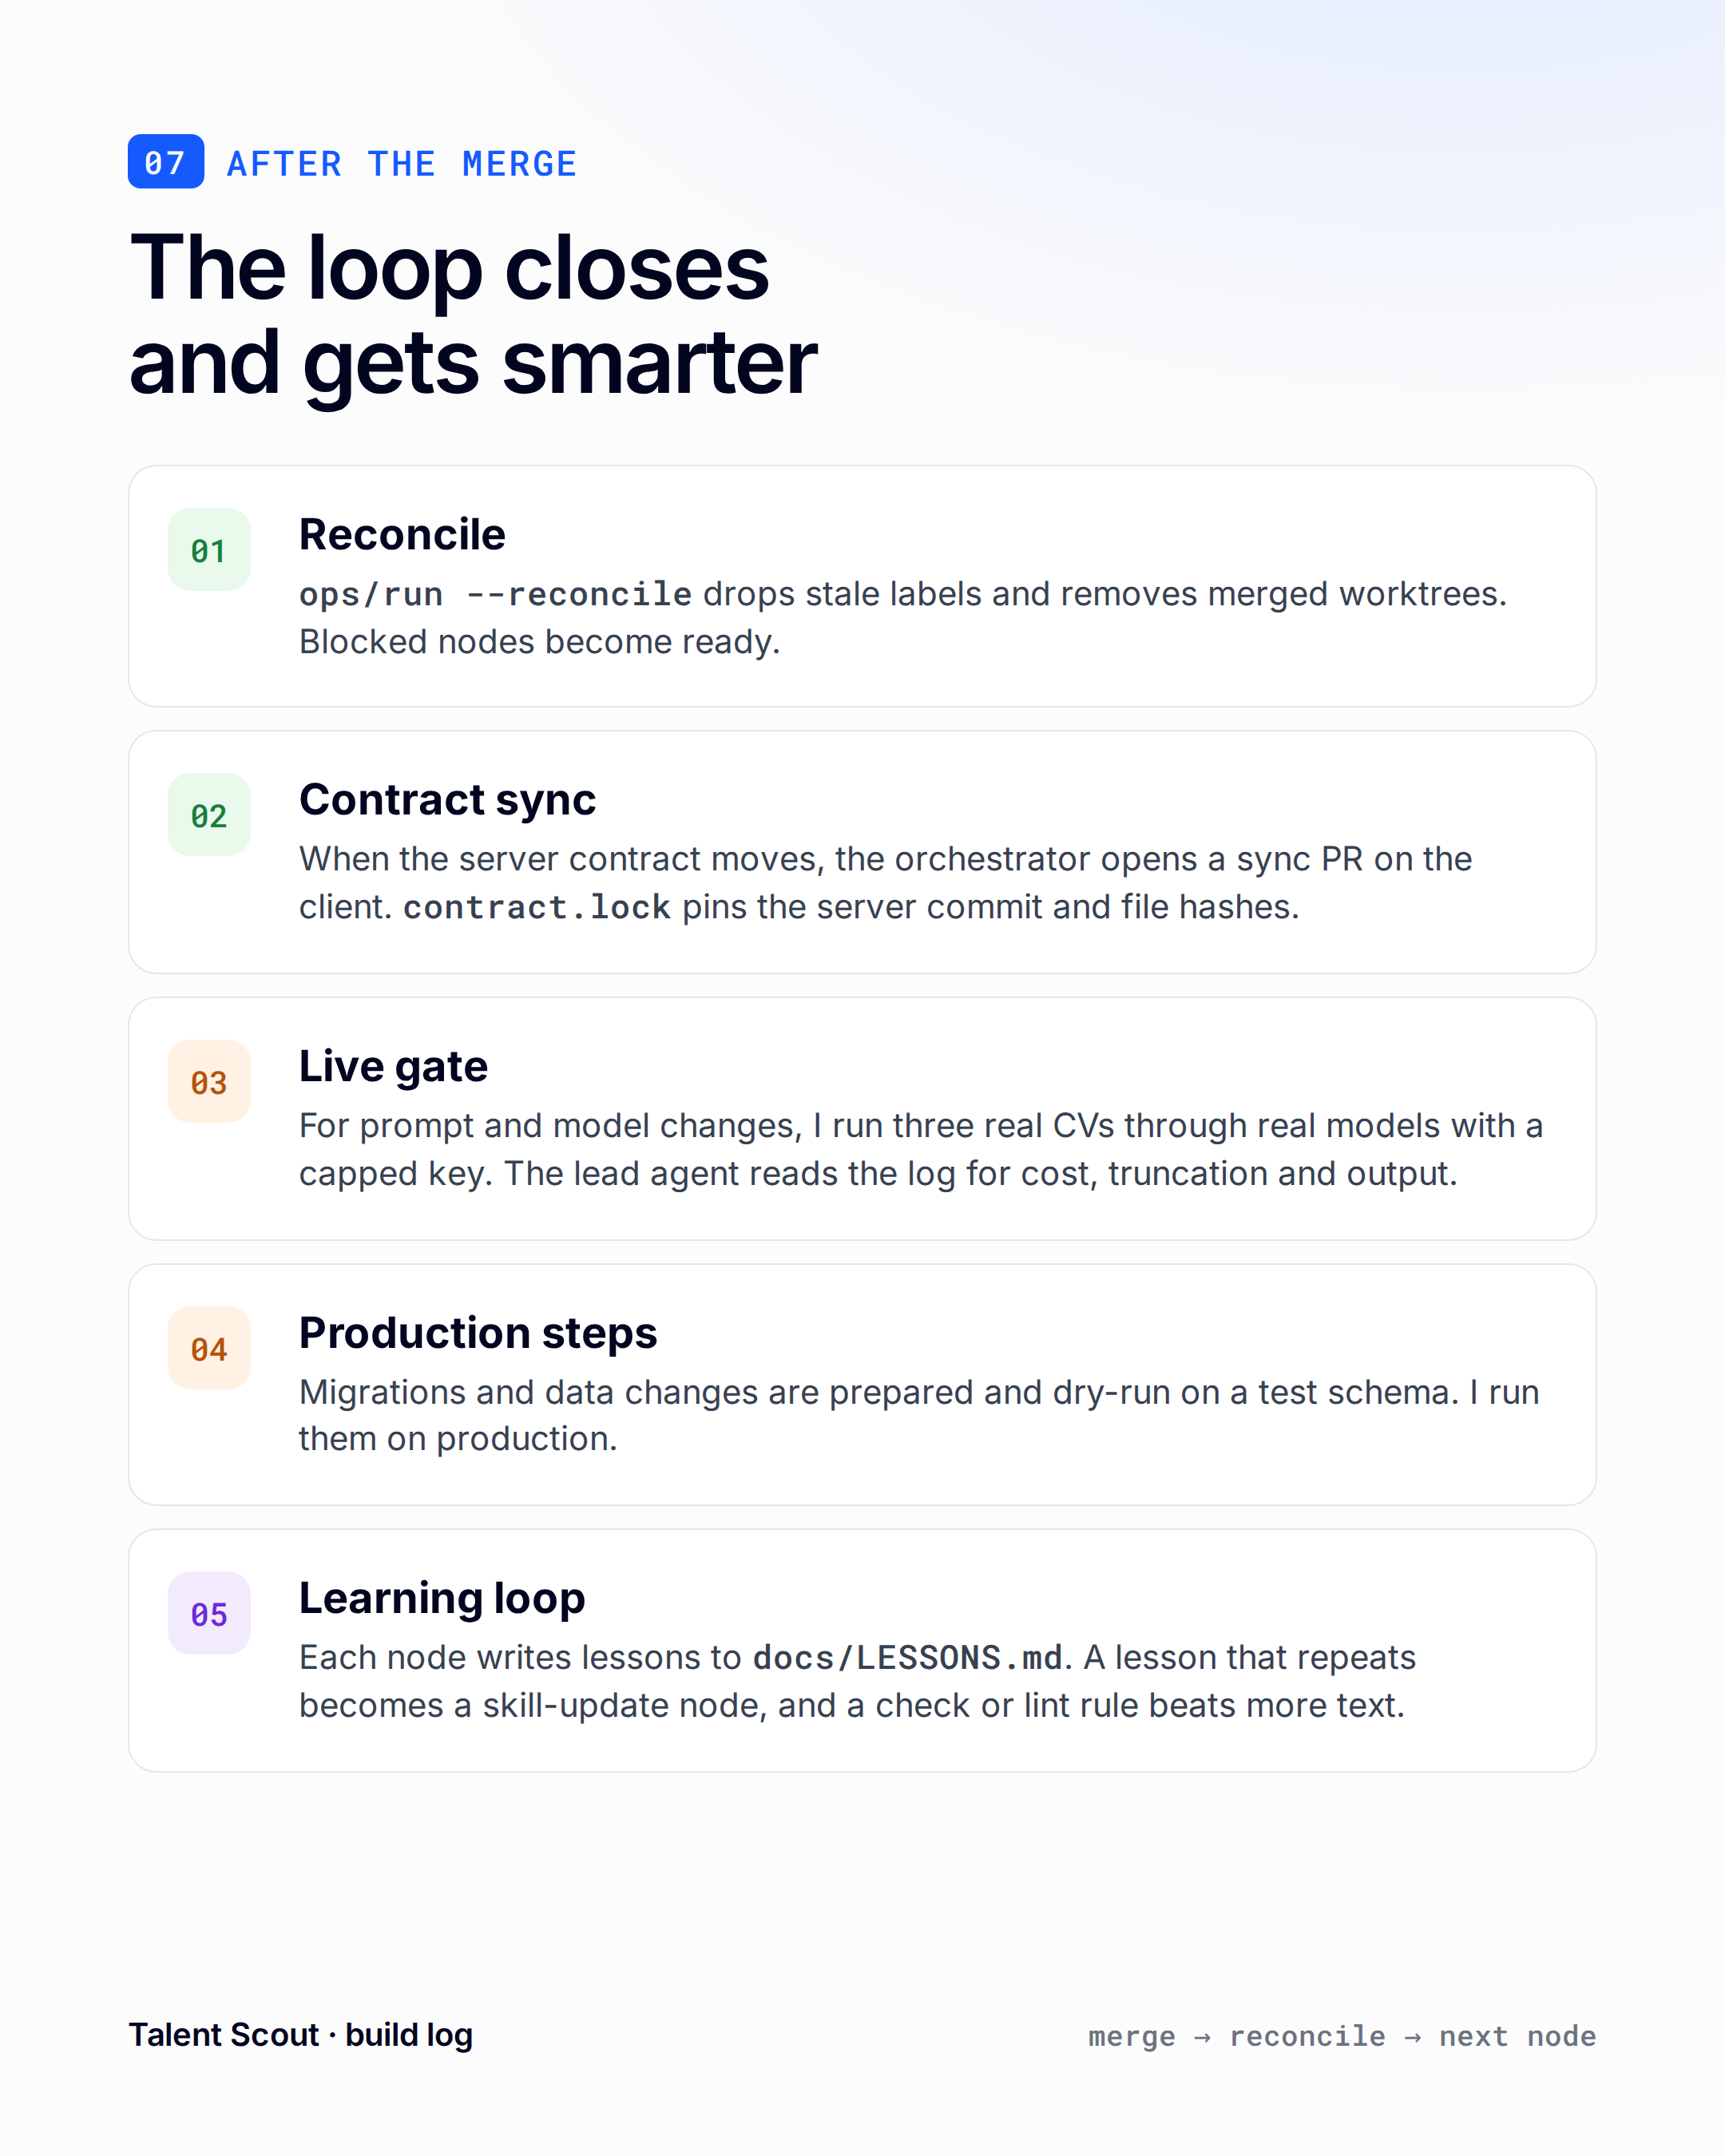 07 AFTER THE MERGE
The loop closes
and gets smarter
01
Reconcile
ops/run --reconcile drops stale labels and removes merged worktrees.
Blocked nodes become ready.
02
Contract sync
When the server contract moves, the orchestrator opens a sync PR on the
client. contract.lock pins the server commit and file hashes.
03
Live gate
For prompt and model changes, I run three real CVs through real models with a
capped key. The lead agent reads the log for cost, truncation and output.
04
Production steps
Migrations and data changes are prepared and dry-run on a test schema. I run
them on production.
05
Learning loop
Each node writes lessons to docs/LESSONS.md. A lesson that repeats
becomes a skill-update node, and a check or lint rule beats more text.
Talent Scout · build log
merge → reconcile → next node